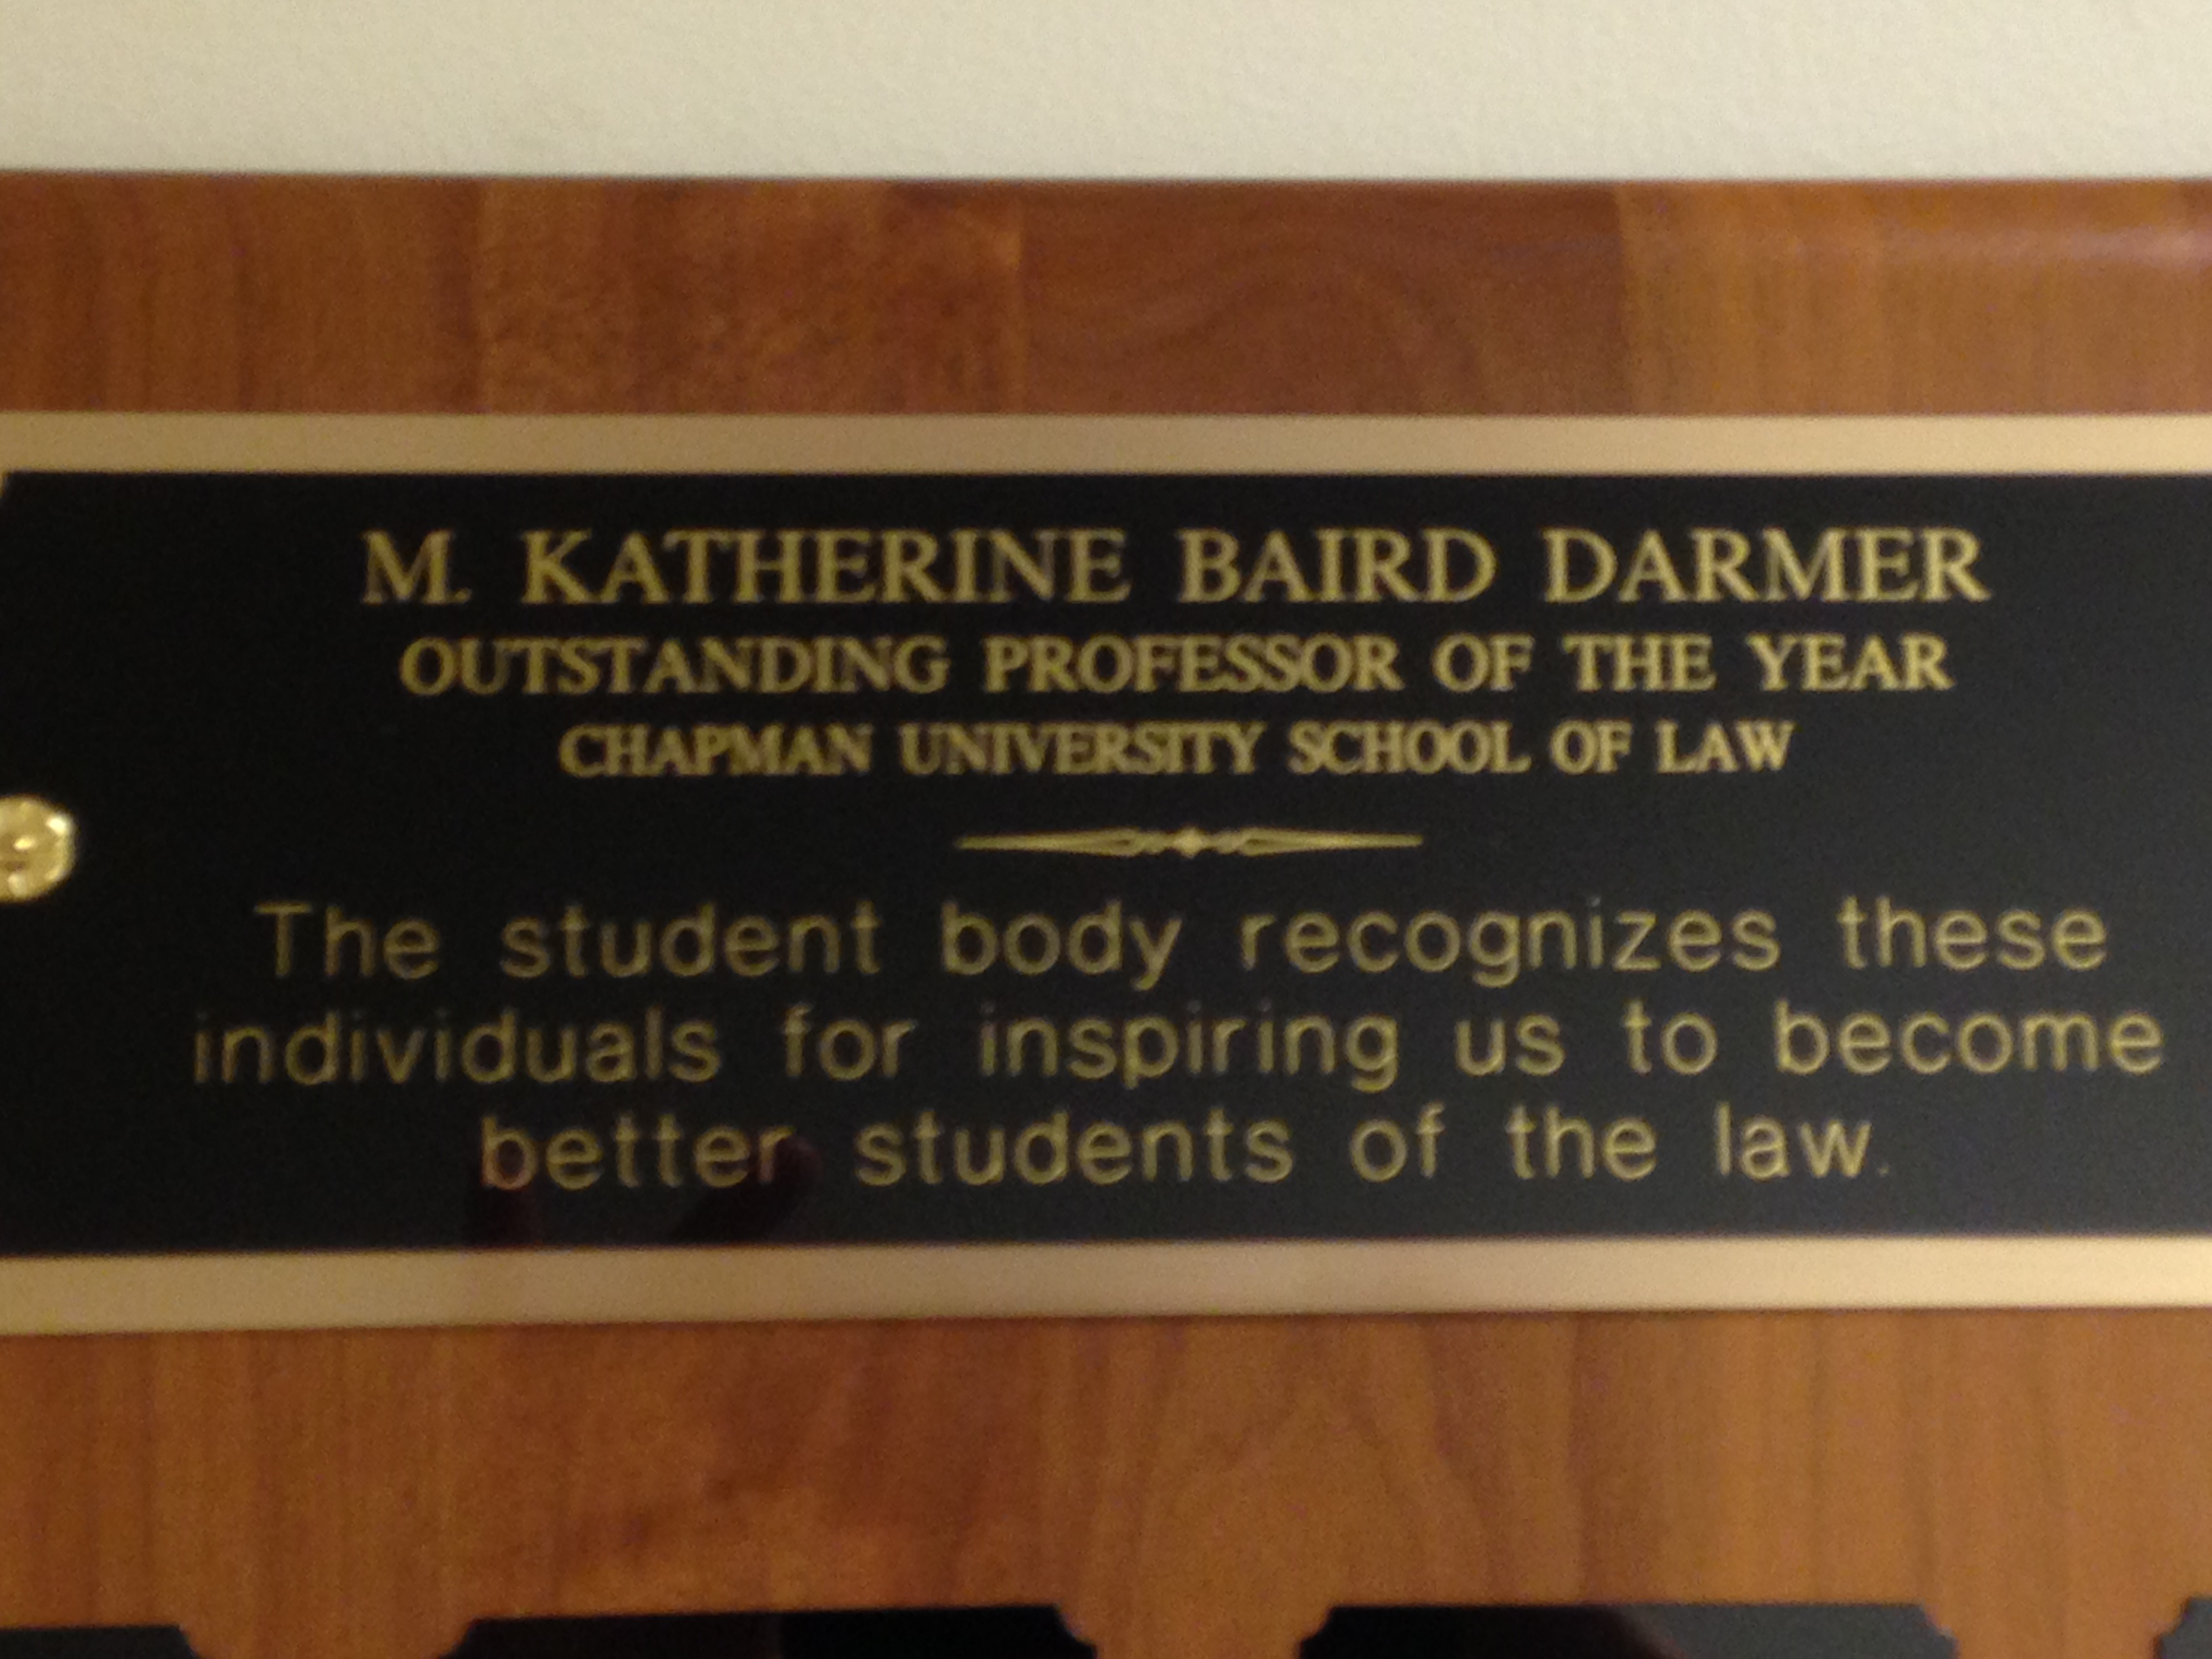 M. KATHERINE BAIRD DARMER
OUTSTANDING PROFESSOR OF THE YEAR
CHAPMAN UNIVERSITY SCHOOL OF LAW
The student body recognizes these
individuals for inspiring us to become
better students of the law.